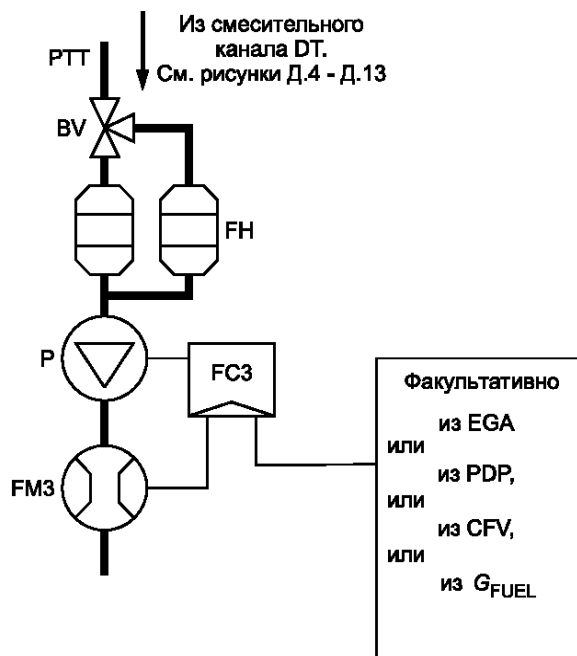 Из смесительного
канала DT.
См. рисунки Д.4 - Д.13
PTT
BV
FH
P
FC3
FM3
Факультативно
из EGA
или
из PDP,
или
из CFV,
или
из G_FUEL